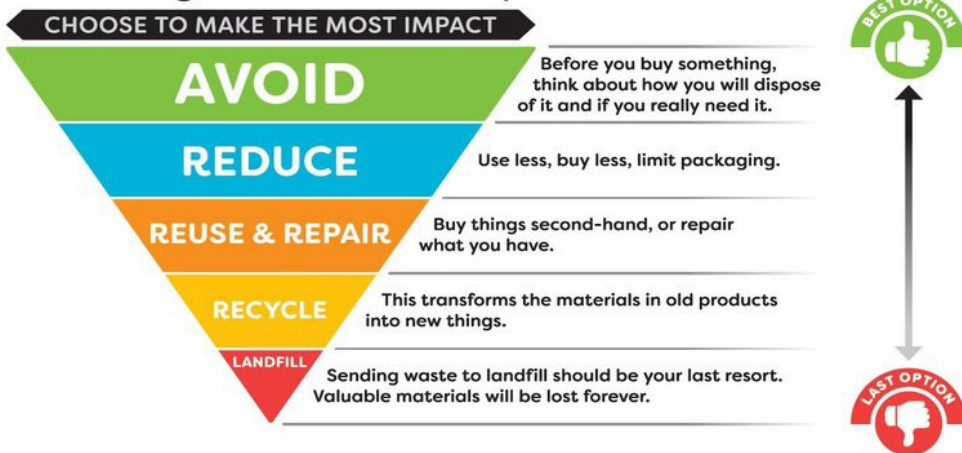 CHOOSE TO MAKE THE MOST IMPACT
AVOID
Before you buy something,
think about how you will dispose
of it and if you really need it.
REDUCE
Use less, buy less, limit packaging.
REUSE & REPAIR
Buy things second-hand, or repair
what you have.
RECYCLE
This transforms the materials in old products
into new things.
LANDFILL
Sending waste to landfill should be your last resort.
Valuable materials will be lost forever.
BEST OPTION
LAST OPTION